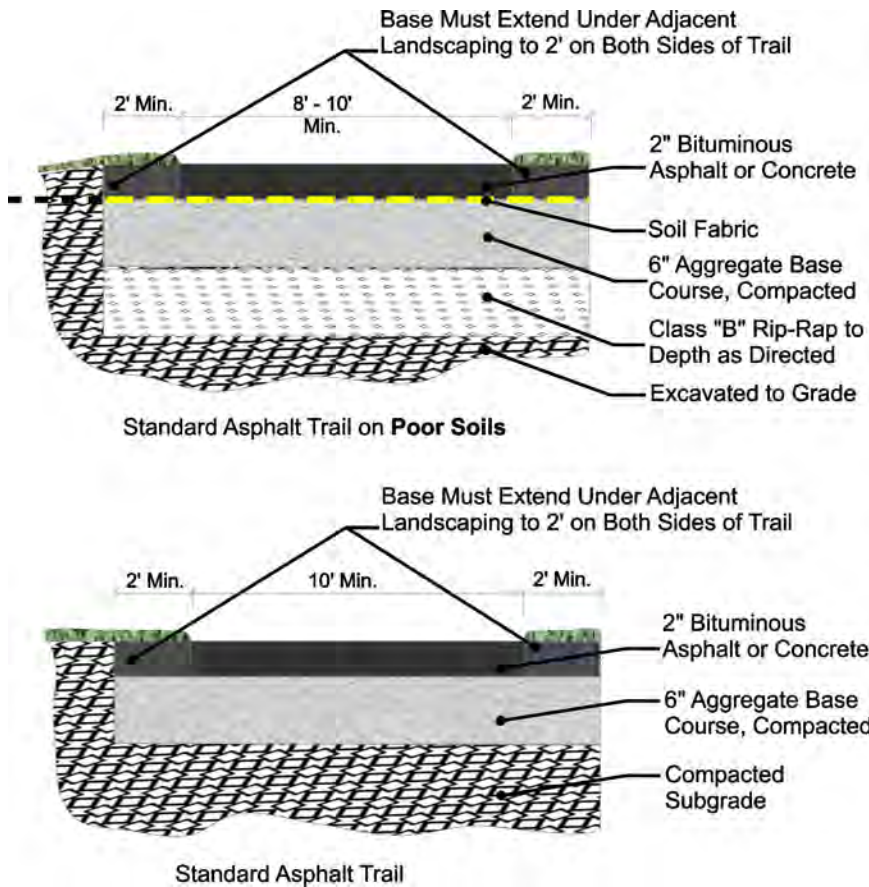 Base Must Extend Under Adjacent
Landscaping to 2' on Both Sides of Trail
2' Min.
8' - 10'
Min.
2' Min.
2" Bituminous
Asphalt or Concrete
Soil Fabric
6" Aggregate Base
Course, Compacted
Class "B" Rip-Rap to
Depth as Directed
Excavated to Grade
Standard Asphalt Trail on Poor Soils
Base Must Extend Under Adjacent
Landscaping to 2' on Both Sides of Trail
2' Min.
10' Min.
2' Min.
2" Bituminous
Asphalt or Concrete
6" Aggregate Base
Course, Compacted
Compacted
Subgrade
Standard Asphalt Trail